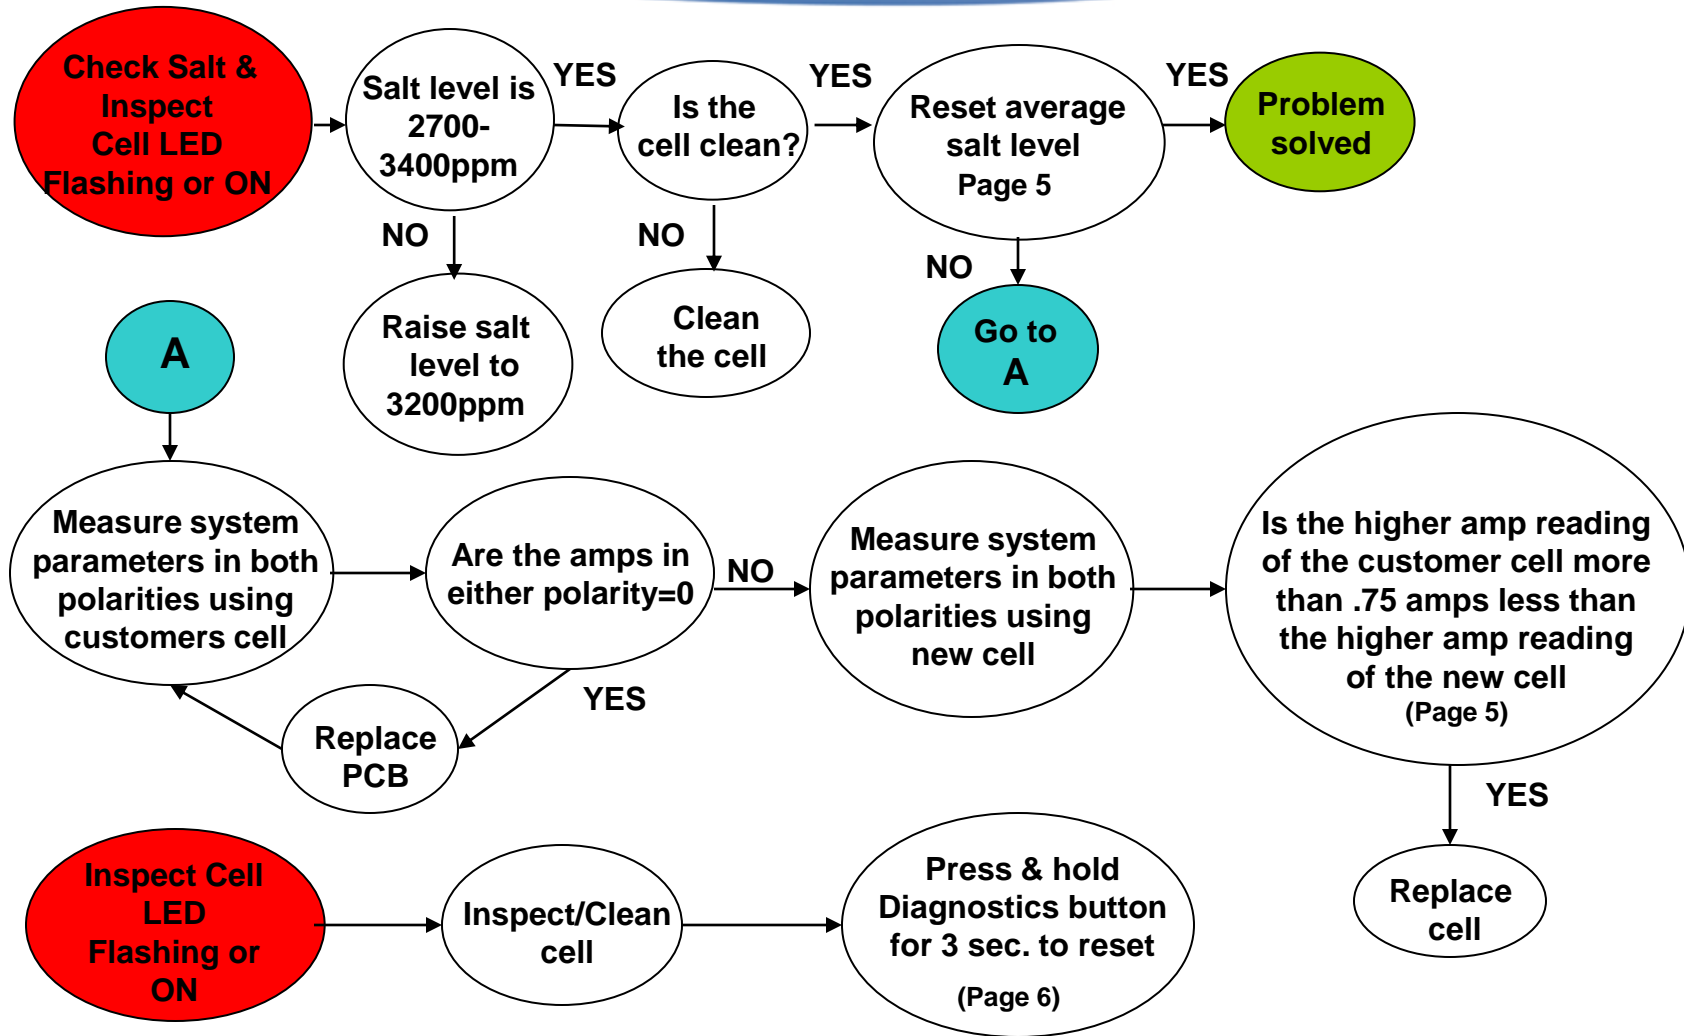 Check Salt &
Inspect
Cell LED
Flashing or ON
Salt level is
2700-
3400ppm
YES
Is the
cell clean?
YES
Reset average
salt level
Page 5
YES
Problem
solved
NO
NO
NO
Raise salt
level to
3200ppm
Clean
the cell
Go to
A
A
Measure system
parameters in both
polarities using
customers cell
Are the amps in
either polarity=0
NO
Measure system
parameters in both
polarities using
new cell
Is the higher amp reading
of the customer cell more
than .75 amps less than
the higher amp reading
of the new cell
(Page 5)
YES
Replace
PCB
YES
Replace
cell
Inspect Cell
LED
Flashing or
ON
Inspect/Clean
cell
Press & hold
Diagnostics button
for 3 sec. to reset
(Page 6)